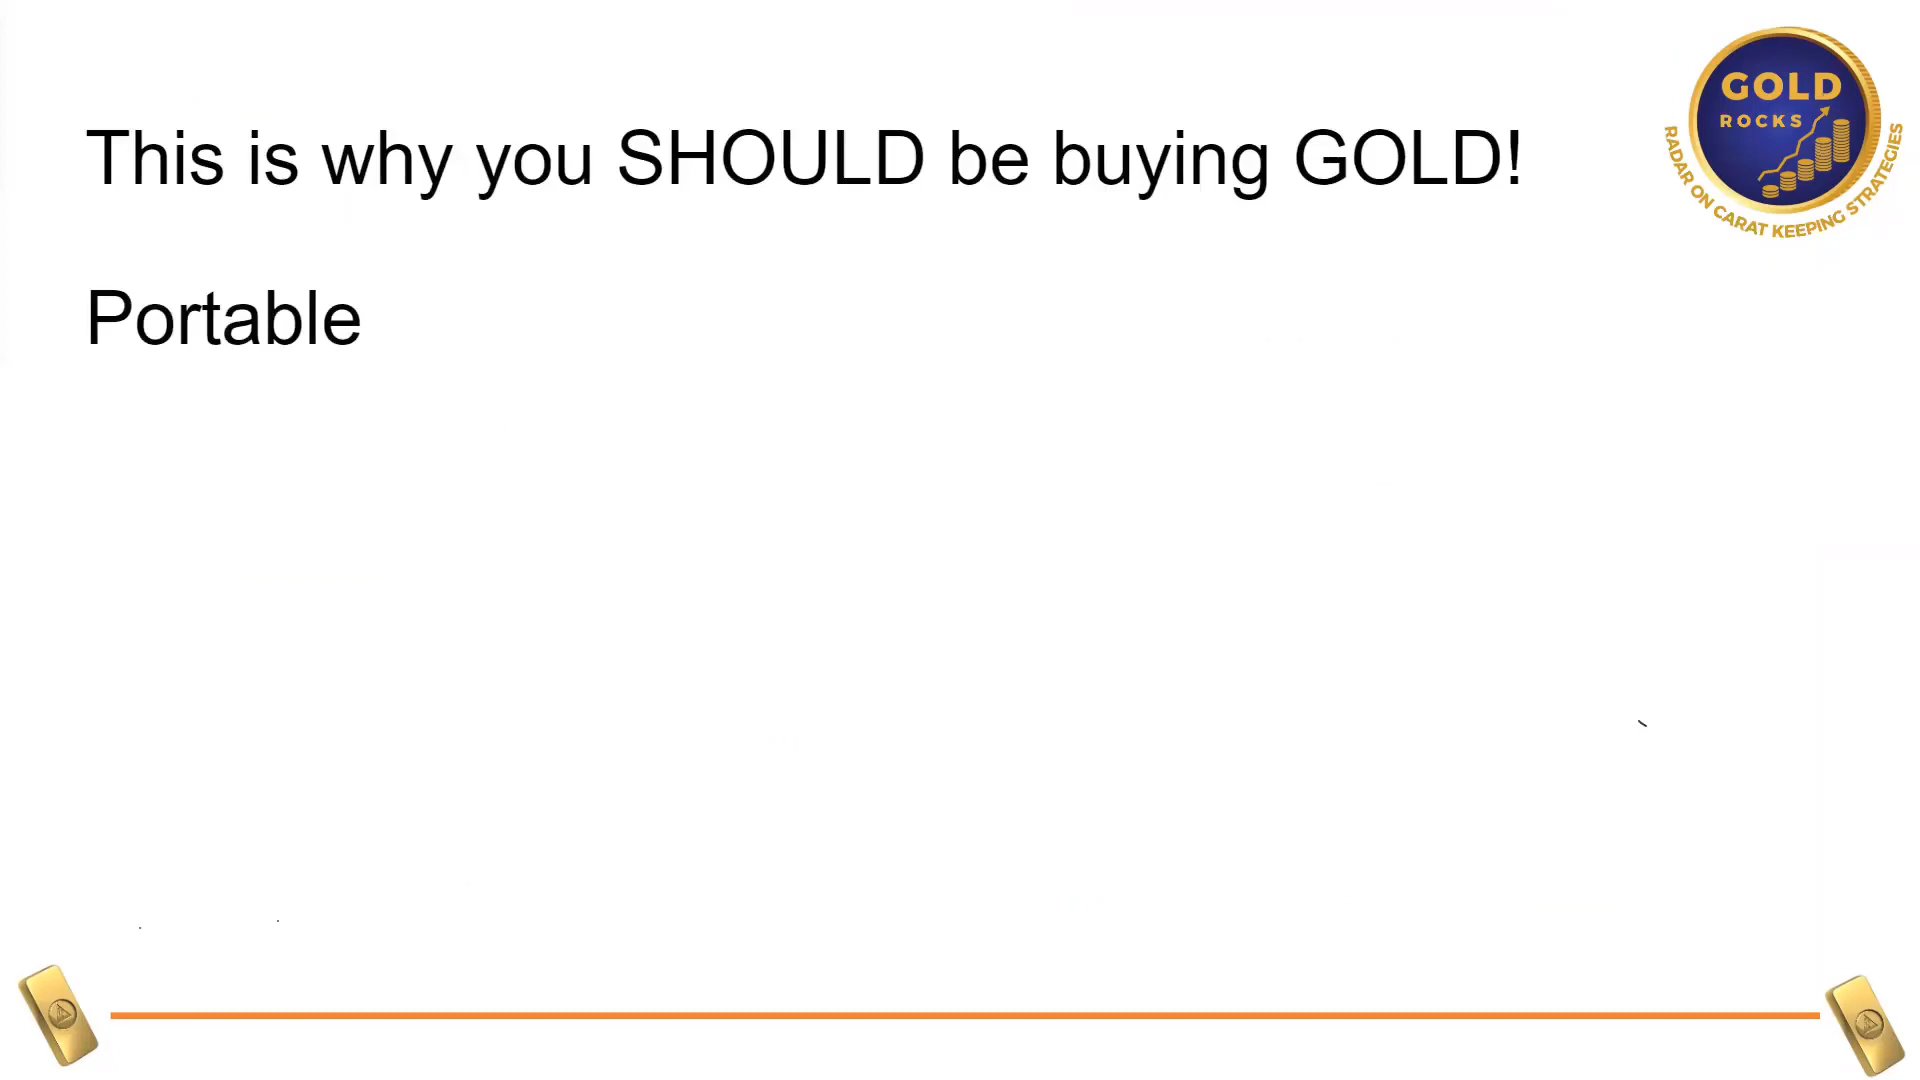 This is why you SHOULD be buying GOLD!
GOLD
ROCKS
RADAR ON CARAT KEEPING STRATEGIES
Portable